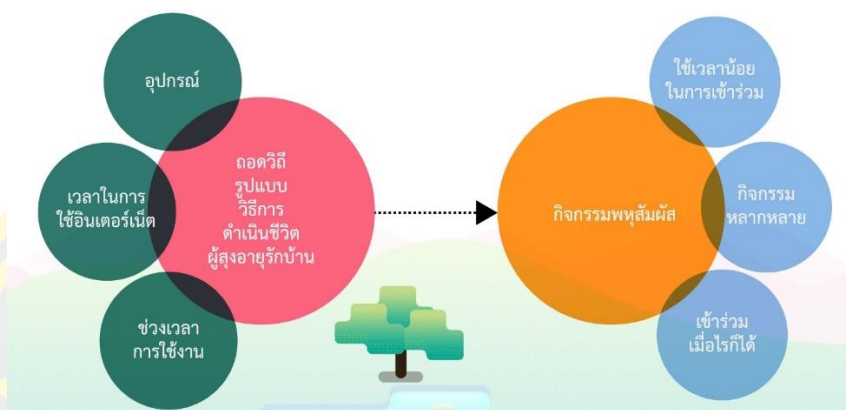 อุปกรณ์
เวลาในการ
ใช้อินเตอร์เน็ต
ช่วงเวลา
การใช้งาน
ถอดวิถี
รูปแบบ
วิธีการ
ดำเนินชีวิต
ผู้สุงอายุรักบ้าน
กิจกรรมพหุสัมผัส
ใช้เวลาน้อย
ในการเข้าร่วม
กิจกรรม
หลากหลาย
เข้าร่วม
เมื่อไรก็ได้